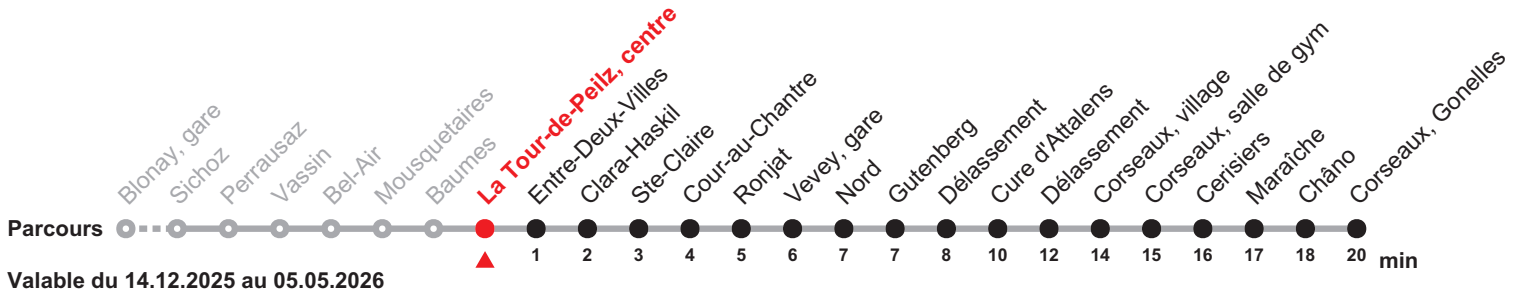 Blonay, gare
Sichoz
Perrausaz
Vassin
Bel-Air
Mousquetaires
Baumes
La Tour-de-Peilz, centre
Entre-Deux-Villes
Clara-Haskil
Ste-Claire
Cour-au-Chantre
Ronjat
Vevey, gare
Nord
Gutenberg
Délassement
Cure d'Attalens
Délassement
Corseaux, village
Corseaux, salle de gym
Cerisiers
Maraîche
Châno
Corseaux, Gonelles
Parcours
1 2 3 4 5 6 7 7 8 10 12 14 15 16 17 18 20 min
Valable du 14.12.2025 au 05.05.2026